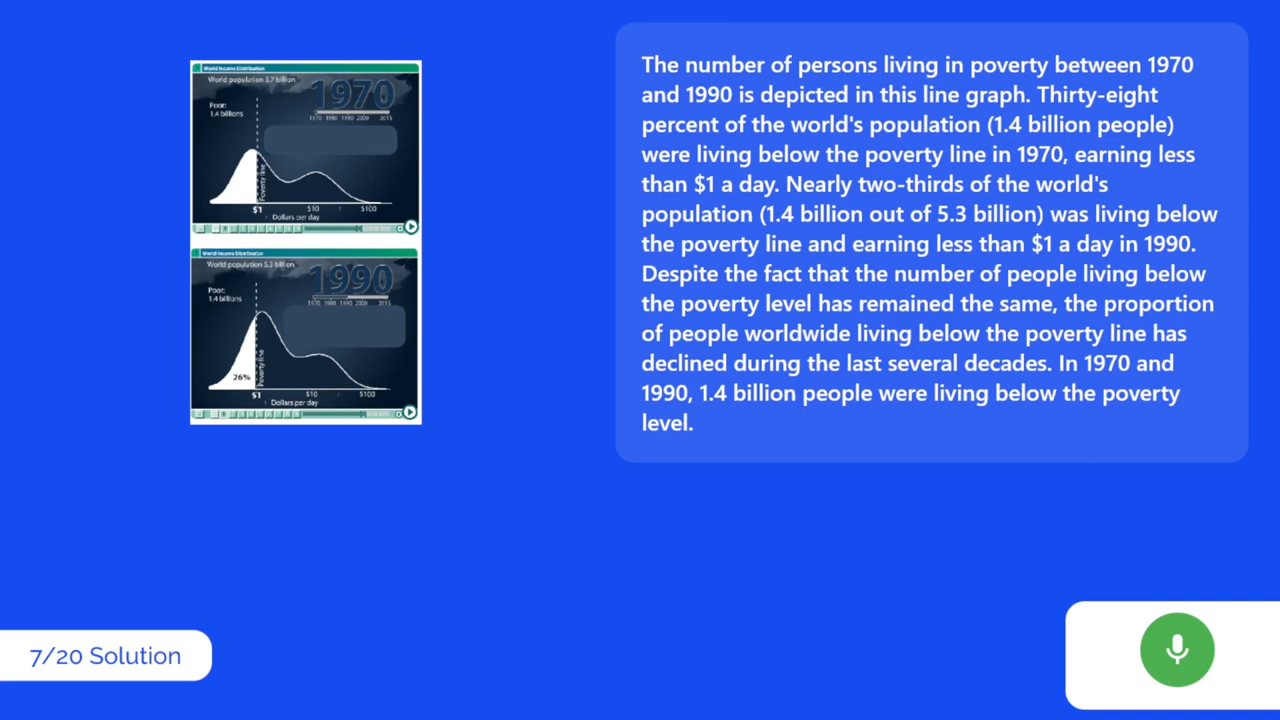 World Income Distribution
World population 3.7 billion
1970
Poor:
1.4 billions
1970 1980 1990 2000 2015
Poverty line
$1 $10 $100
Dollars per day
World Income Distribution
World population 5.3 billion
1990
Poor:
1.4 billions
1970 1980 1990 2000 2015
Poverty line
26%
$1 $10 $100
Dollars per day
The number of persons living in poverty between 1970
and 1990 is depicted in this line graph. Thirty-eight
percent of the world's population (1.4 billion people)
were living below the poverty line in 1970, earning less
than $1 a day. Nearly two-thirds of the world's
population (1.4 billion out of 5.3 billion) was living below
the poverty line and earning less than $1 a day in 1990.
Despite the fact that the number of people living below
the poverty level has remained the same, the proportion
of people worldwide living below the poverty line has
declined during the last several decades. In 1970 and
1990, 1.4 billion people were living below the poverty
level.
7/20 Solution